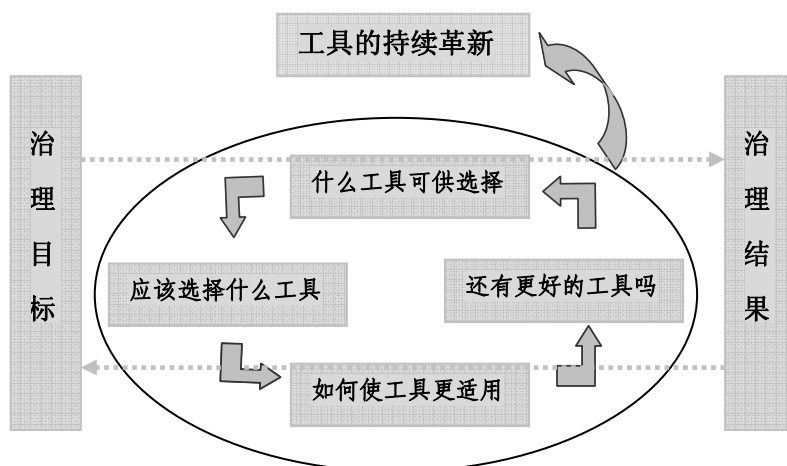 工具的持续革新
治理目标
治理结果
什么工具可供选择
应该选择什么工具
还有更好的工具吗
如何使工具更适用